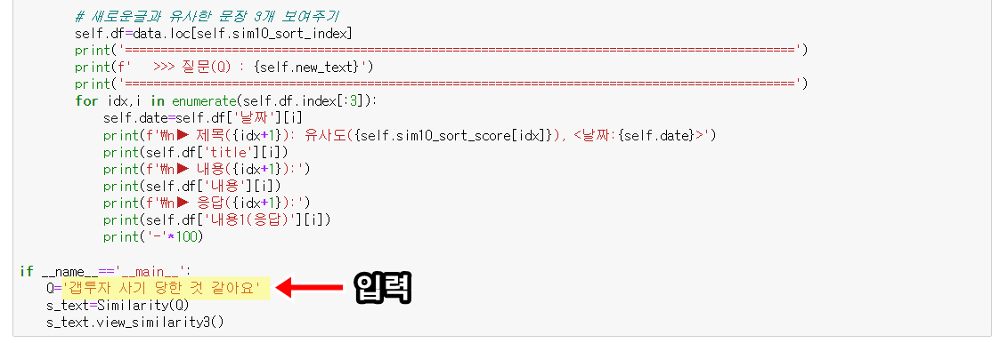 # 새로운글과 유사한 문장 3개 보여주기
self.df=data.loc[self.sim10_sort_index]
print('==============================================================================================')
print(f'   >>> 질문(Q) : {self.new_text}')
print('==============================================================================================')
for idx,i in enumerate(self.df.index[:3]):
self.date=self.df['날짜'][i]
print(f'₩n▶ 제목({idx+1}): 유사도({self.sim10_sort_score[idx]}), <날짜:{self.date}>')
print(self.df['title'][i])
print(f'₩n▶ 내용({idx+1}):')
print(self.df['내용'][i])
print(f'₩n▶ 응답({idx+1}):')
print(self.df['내용1(응답)'][i])
print('-'*100)
if __name__=='__main__':
Q='갭투자 사기 당한 것 같아요'
입력
s_text=Similarity(Q)
s_text.view_similarity3()